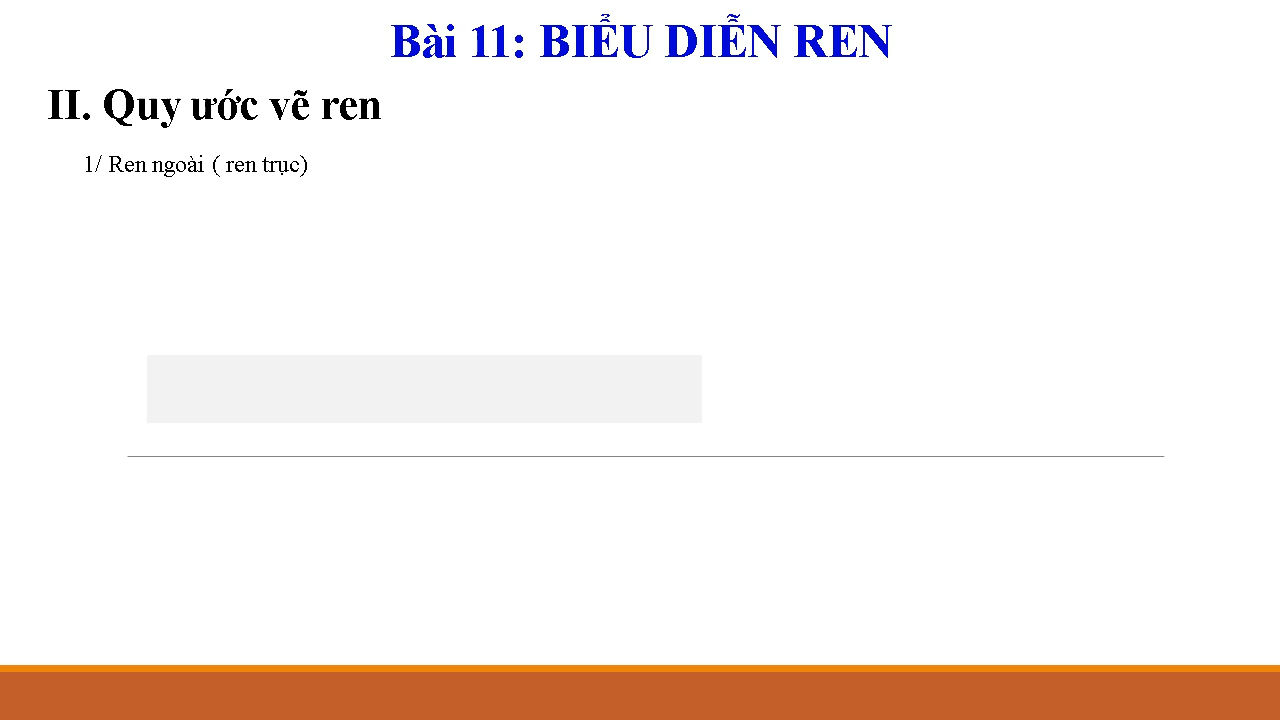 Bài 11: BIỂU DIỄN REN
II. Quy ước vẽ ren
1/ Ren ngoài ( ren trục)